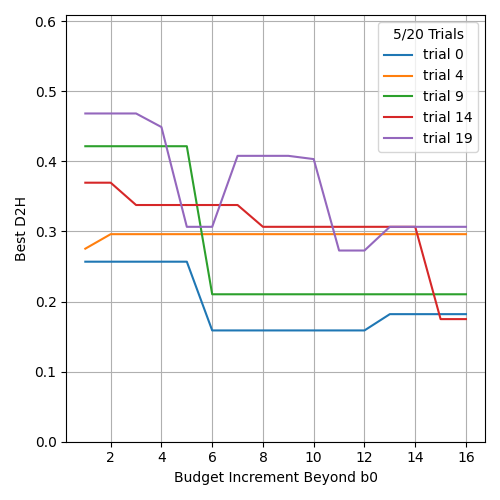 5/20 Trials
trial 0
trial 4
trial 9
trial 14
trial 19
Best D2H
0.6
0.5
0.4
0.3
0.2
0.1
0.0
2 4 6 8 10 12 14 16
Budget Increment Beyond b0